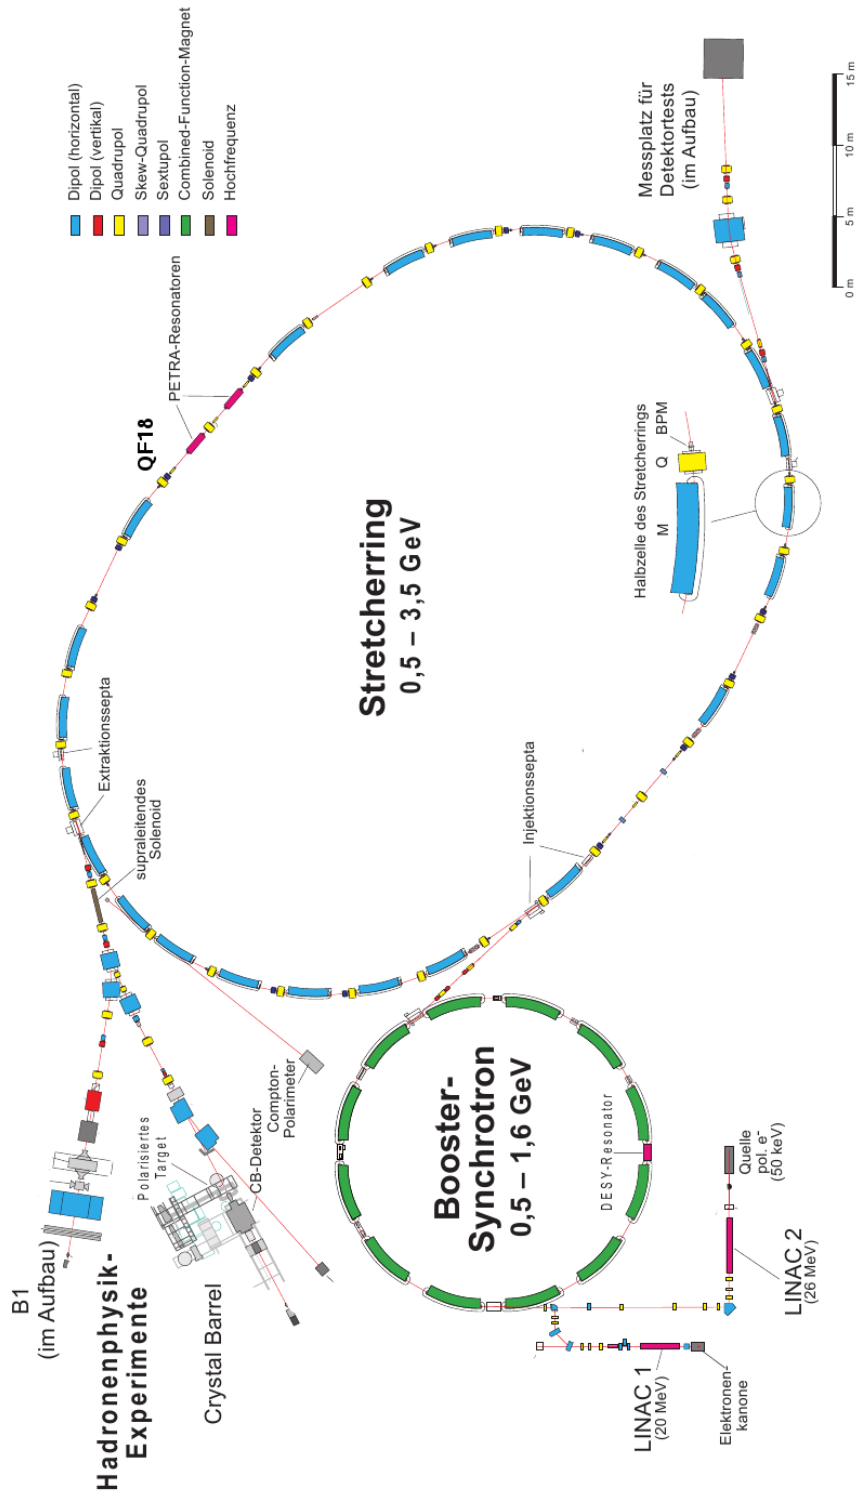 Dipol (horizontal)
Dipol (vertikal)
Quadrupol
Skew-Quadrupol
Sextupol
Combined-Function-Magnet
Solenoid
Hochfrequenz
Messplatz für
Detektortests
(im Aufbau)
0 m
5 m
10 m
15 m
PETRA-Resonatoren
QF18
Stretcherring
0,5 – 3,5 GeV
Halbzelle des Stretcherrings
M
Q
BPM
Extraktionssepta
supraleitendes
Solenoid
Injektionssepta
Compton-
Polarimeter
Booster-
Synchrotron
0,5 – 1,6 GeV
DESY-Resonator
Quelle
pol. e-
(50 keV)
LINAC 2
(26 MeV)
LINAC 1
(20 MeV)
Elektronen-
kanone
B1
(im Aufbau)
Hadronenphysik-
Experimente
Crystal Barrel
Polarisiertes
Target
CB-Detektor